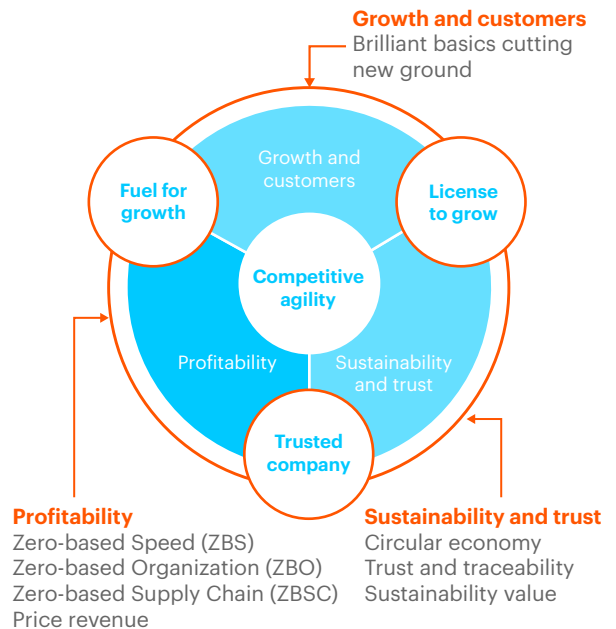 Growth and customers
Brilliant basics cutting
new ground
Growth and
customers
Fuel for
growth
License
to grow
Competitive
agility
Profitability
Sustainability
and trust
Trusted
company
Profitability
Zero-based Speed (ZBS)
Zero-based Organization (ZBO)
Zero-based Supply Chain (ZBSC)
Price revenue
Sustainability and trust
Circular economy
Trust and traceability
Sustainability value